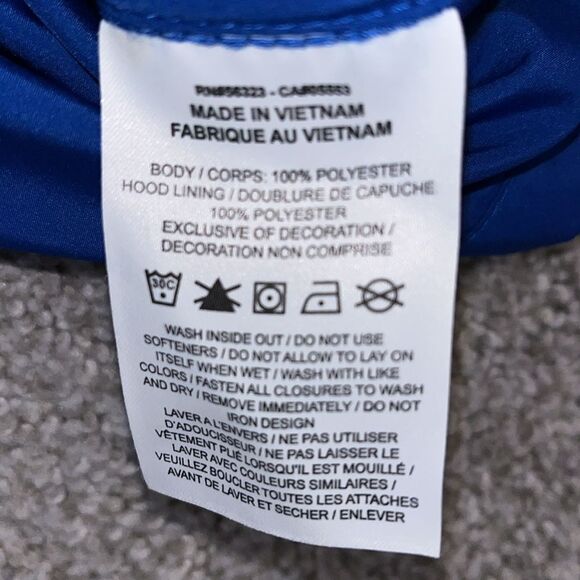 RN#56323 - CA#05553
MADE IN VIETNAM
FABRIQUE AU VIETNAM
BODY / CORPS: 100% POLYESTER
HOOD LINING / DOUBLURE DE CAPUCHE
100% POLYESTER
EXCLUSIVE OF DECORATION /
DECORATION NON COMPRISE
30C
WASH INSIDE OUT / DO NOT USE
SOFTENERS / DO NOT ALLOW TO LAY ON
ITSELF WHEN WET / WASH WITH LIKE
COLORS / FASTEN ALL CLOSURES TO WASH
AND DRY / REMOVE IMMEDIATELY / DO NOT
IRON DESIGN
LAVER A L'ENVERS / NE PAS UTILISER
D'ADOUCISSEUR / NE PAS LAISSER LE
VÊTEMENT PLIÉ LORSQU'IL EST MOUILLÉ /
LAVER AVEC COULEURS SIMILAIRES /
VEUILLEZ BOUCLER TOUTES LES ATTACHES
AVANT DE LAVER ET SECHER / ENLEVER